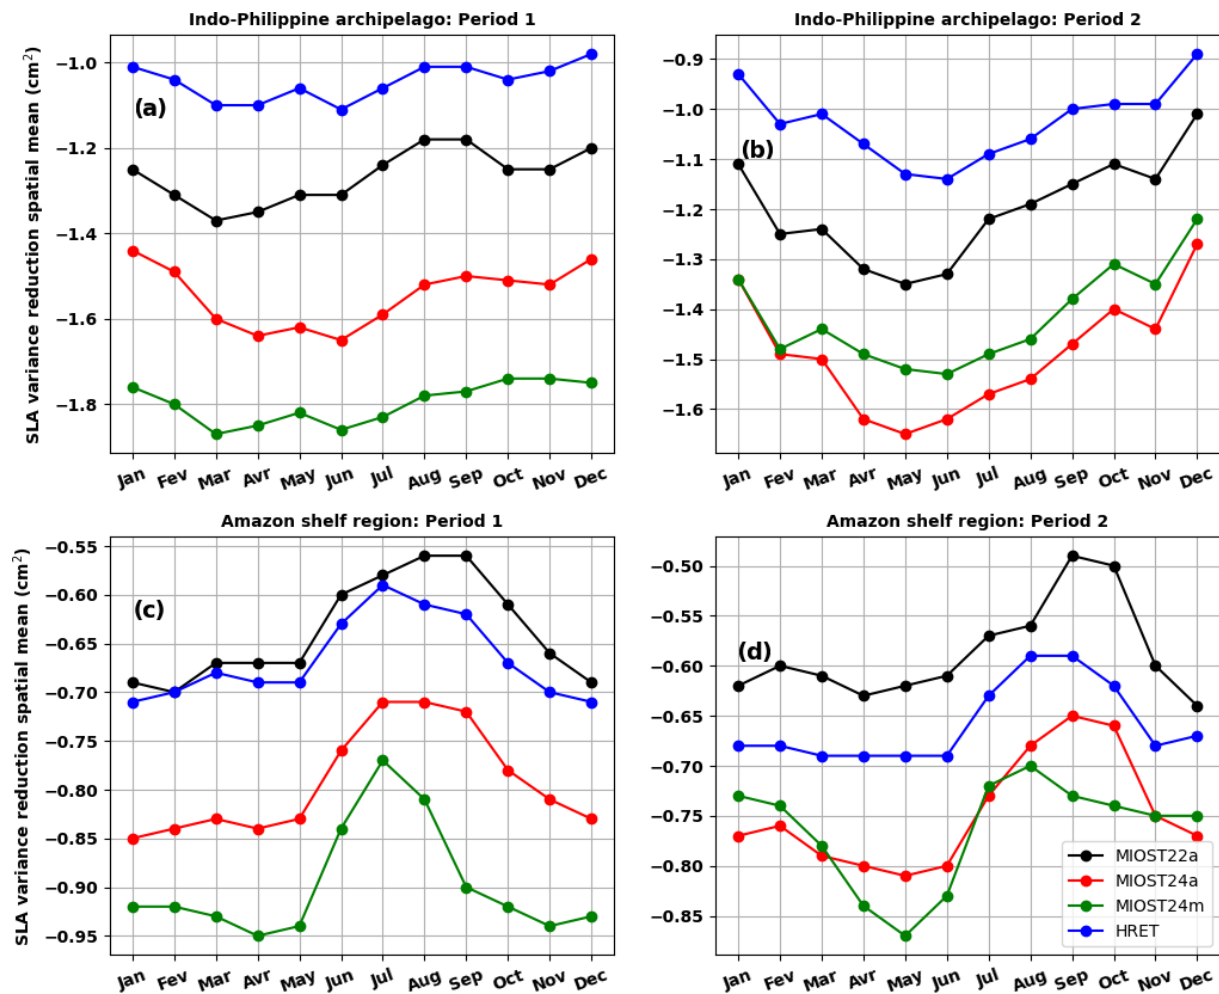 Indo-Philippine archipelago: Period 1
SLA variance reduction spatial mean (cm²)
−1.0
−1.2
−1.4
−1.6
−1.8
(a)
Jan Fev Mar Avr May Jun Jul Aug Sep Oct Nov Dec
Indo-Philippine archipelago: Period 2
−0.9
−1.0
−1.1
−1.2
−1.3
−1.4
−1.5
−1.6
(b)
Jan Fev Mar Avr May Jun Jul Aug Sep Oct Nov Dec
Amazon shelf region: Period 1
SLA variance reduction spatial mean (cm²)
−0.55
−0.60
−0.65
−0.70
−0.75
−0.80
−0.85
−0.90
−0.95
(c)
Jan Fev Mar Avr May Jun Jul Aug Sep Oct Nov Dec
Amazon shelf region: Period 2
−0.50
−0.55
−0.60
−0.65
−0.70
−0.75
−0.80
−0.85
(d)
MIOST22a
MIOST24a
MIOST24m
HRET
Jan Fev Mar Avr May Jun Jul Aug Sep Oct Nov Dec